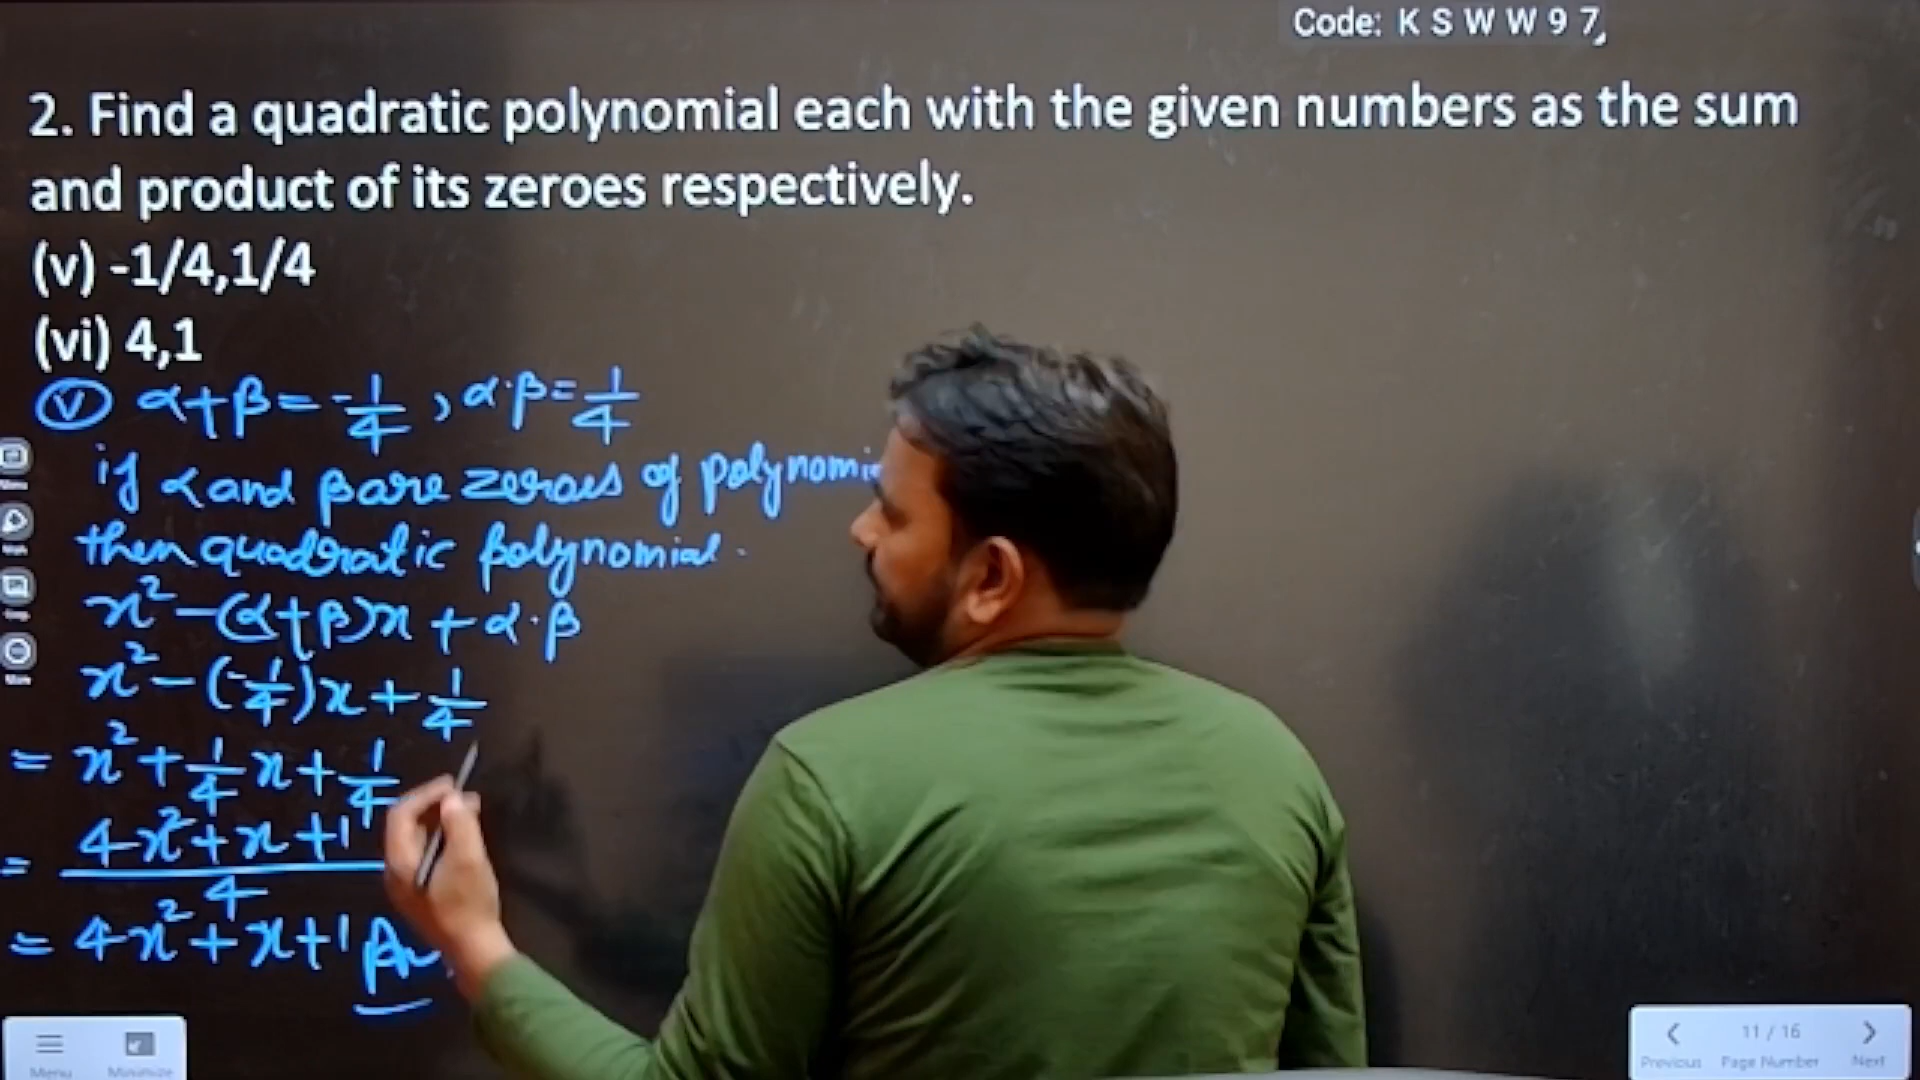 Code: K S W W 9 7
2. Find a quadratic polynomial each with the given numbers as the sum
and product of its zeroes respectively.
(v) -1/4,1/4
(vi) 4,1
(v) α+β=-1/4, α·β=1/4
if α and β are zeroes of
then quadratic polynomial.
x²-(α+β)x+α·β
x²-(-1/4)x+1/4
= x²+1/4x+1/4
= 4x²+x+1/4
= 4x²+x+1
Menu Minimize
11 / 16
Previous Page Number Next